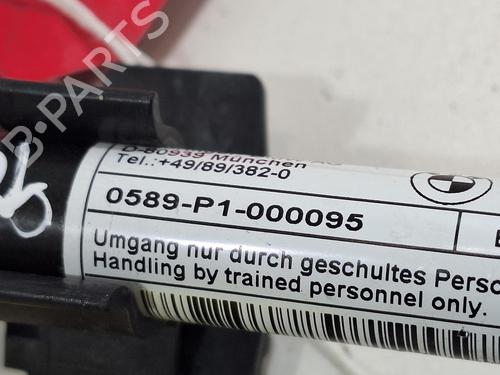 D-80939 München
Tel.:+49/89/382-0
0589-P1-000095
Umgang nur durch geschultes
Handling by trained personnel only.
B-PARTS